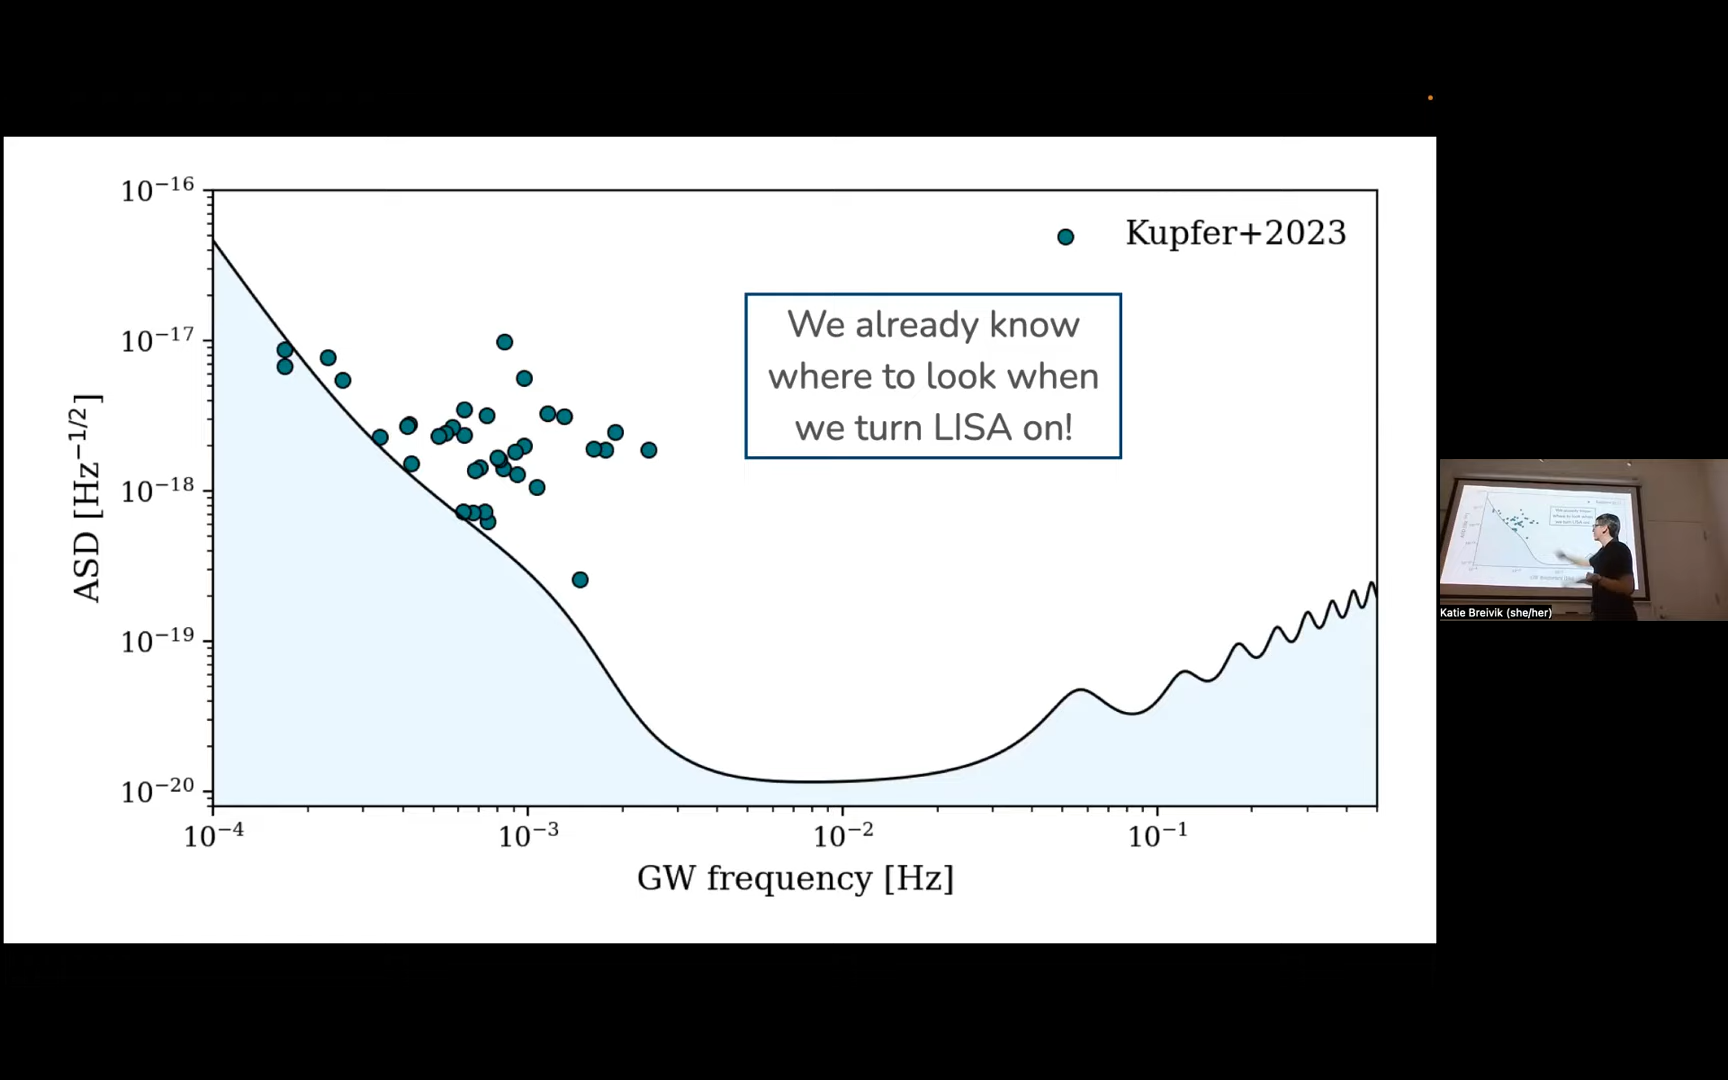 10⁻¹⁶
10⁻¹⁷
10⁻¹⁸
10⁻¹⁹
10⁻²⁰
ASD [Hz⁻¹ᐟ²]
Kupfer+2023
We already know
where to look when
we turn LISA on!
10⁻⁴ 10⁻³ 10⁻² 10⁻¹
GW frequency [Hz]
Katie Breivik (she/her)